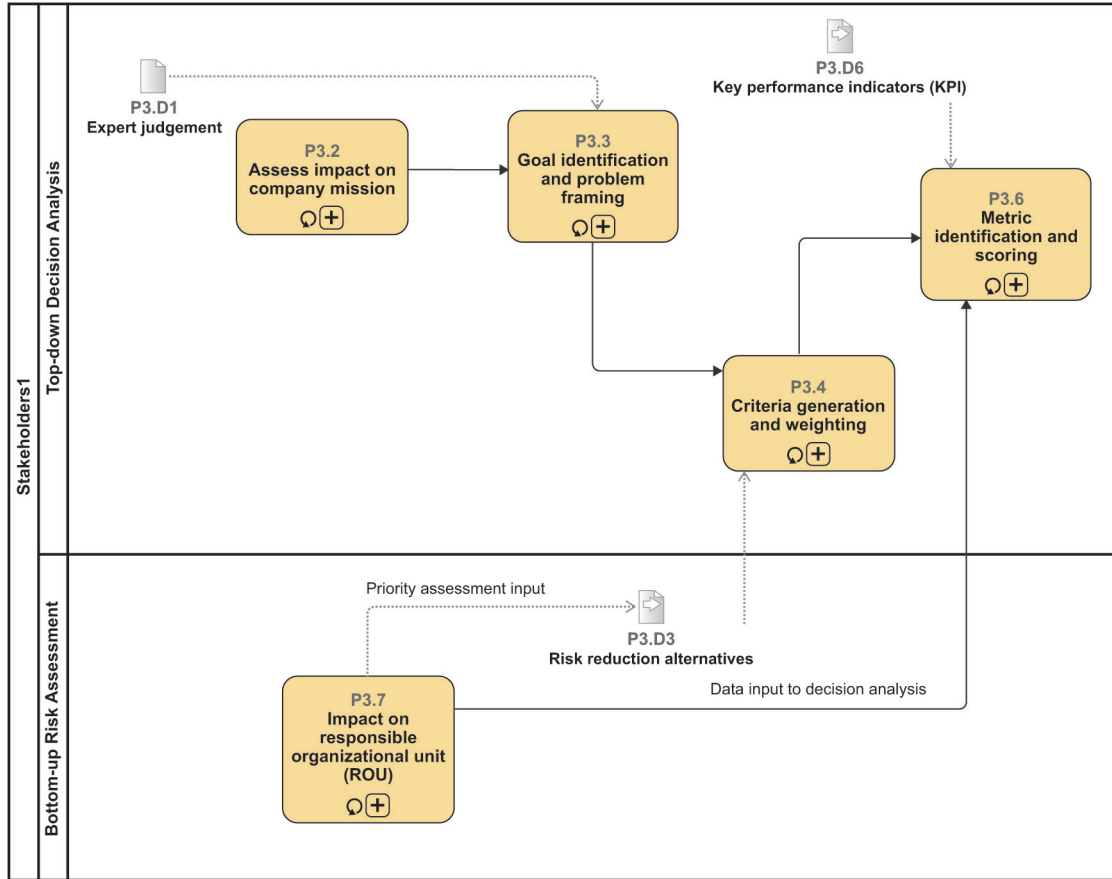 Stakeholders1
Top-down Decision Analysis
P3.D1
Expert judgement
P3.2
Assess impact on
company mission
P3.3
Goal identification
and problem
framing
P3.D6
Key performance indicators (KPI)
P3.6
Metric
identification and
scoring
P3.4
Criteria generation
and weighting
Bottom-up Risk Assessment
Priority assessment input
P3.D3
Risk reduction alternatives
P3.7
Impact on
responsible
organizational unit
(ROU)
Data input to decision analysis